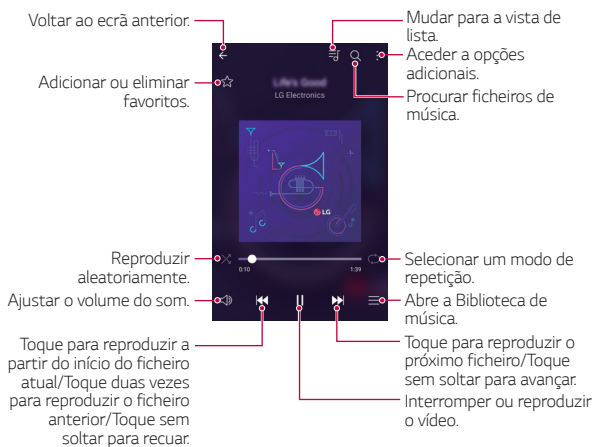 Voltar ao ecrã anterior.
Mudar para a vista de
lista.
Aceder a opções
adicionais.
Adicionar ou eliminar
favoritos.
Procurar ficheiros de
música.
Life's Good
LG Electronics
LG
Reproduzir
aleatoriamente.
0:10
1:39
Selecionar um modo de
repetição.
Ajustar o volume do som.
Abre a Biblioteca de
música.
Toque para reproduzir a
partir do início do ficheiro
atual/Toque duas vezes
para reproduzir o ficheiro
anterior/Toque sem
soltar para recuar.
Toque para reproduzir o
próximo ficheiro/Toque
sem soltar para avançar.
Interromper ou reproduzir
o vídeo.